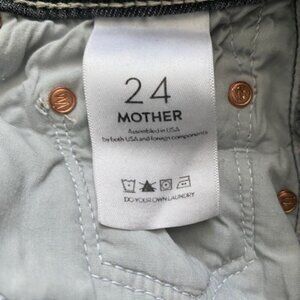 24
MOTHER
Assembled in USA
by both USA and foreign components
DO YOUR OWN LAUNDRY